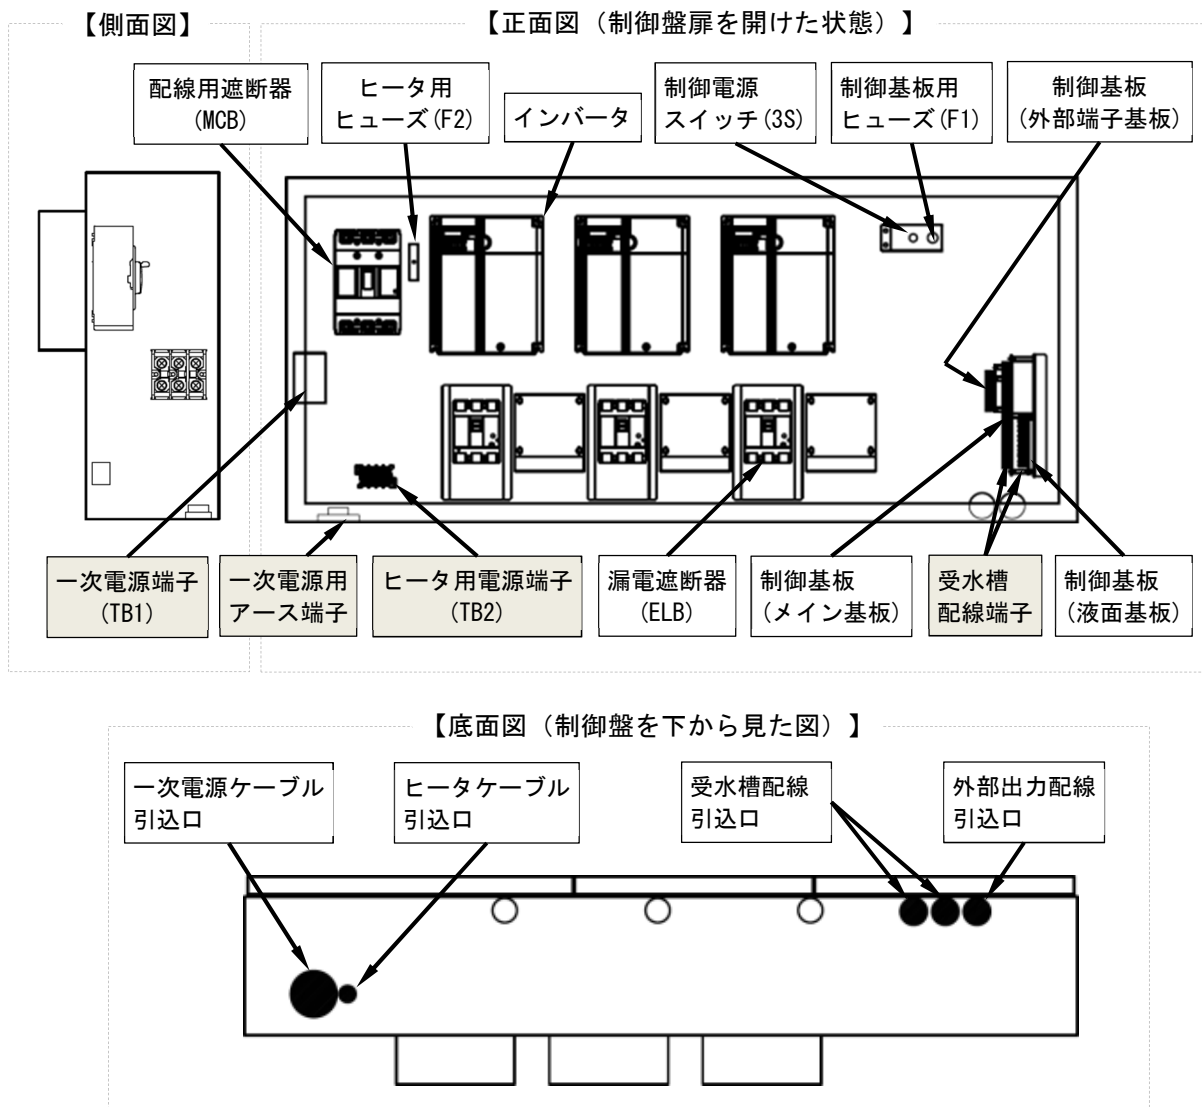 【側面図】
【正面図（制御盤扉を開けた状態）】
配線用遮断器
(MCB)
ヒータ用
ヒューズ(F2)
インバータ
制御電源
スイッチ(3S)
制御基板用
ヒューズ(F1)
制御基板
(外部端子基板)
一次電源端子
(TB1)
一次電源用
アース端子
ヒータ用電源端子
(TB2)
漏電遮断器
(ELB)
制御基板
(メイン基板)
受水槽
配線端子
制御基板
(液面基板)
【底面図（制御盤を下から見た図）】
一次電源ケーブル
引込口
ヒータケーブル
引込口
受水槽配線
引込口
外部出力配線
引込口